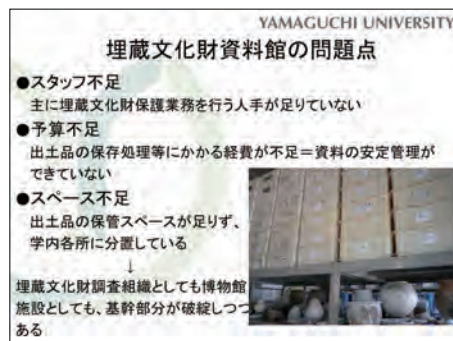 YAMAGUCHI UNIVERSITY
埋蔵文化財資料館の問題点
●スタッフ不足
主に埋蔵文化財保護業務を行う人手が足りていない
●予算不足
出土品の保存処理等にかかる経費が不足＝資料の安定管理が
できていない
●スペース不足
出土品の保管スペースが足りず、
学内各所に分置している
↓
埋蔵文化財調査組織としても博物館
施設としても、基幹部分が破綻しつつ
ある